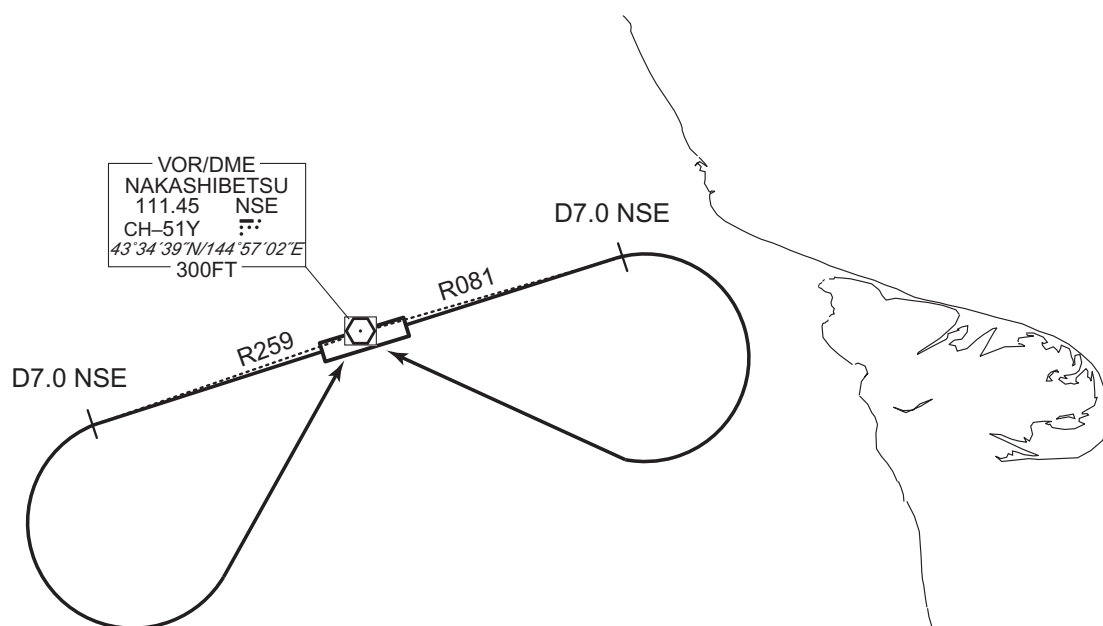 VOR/DME
NAKASHIBETSU
111.45 NSE
CH–51Y
43°34′39″N/144°57′02″E
300FT
D7.0 NSE
R081
R259
D7.0 NSE